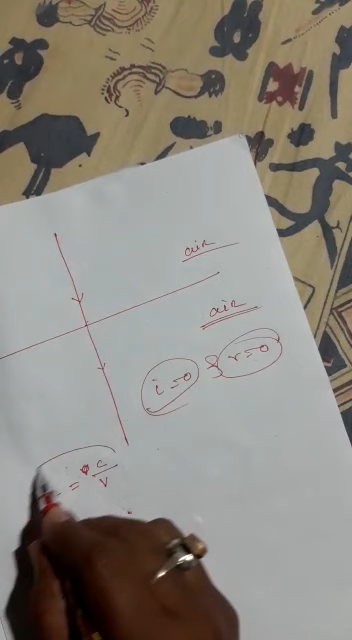 air
air
i=0 & r=0
= c/v